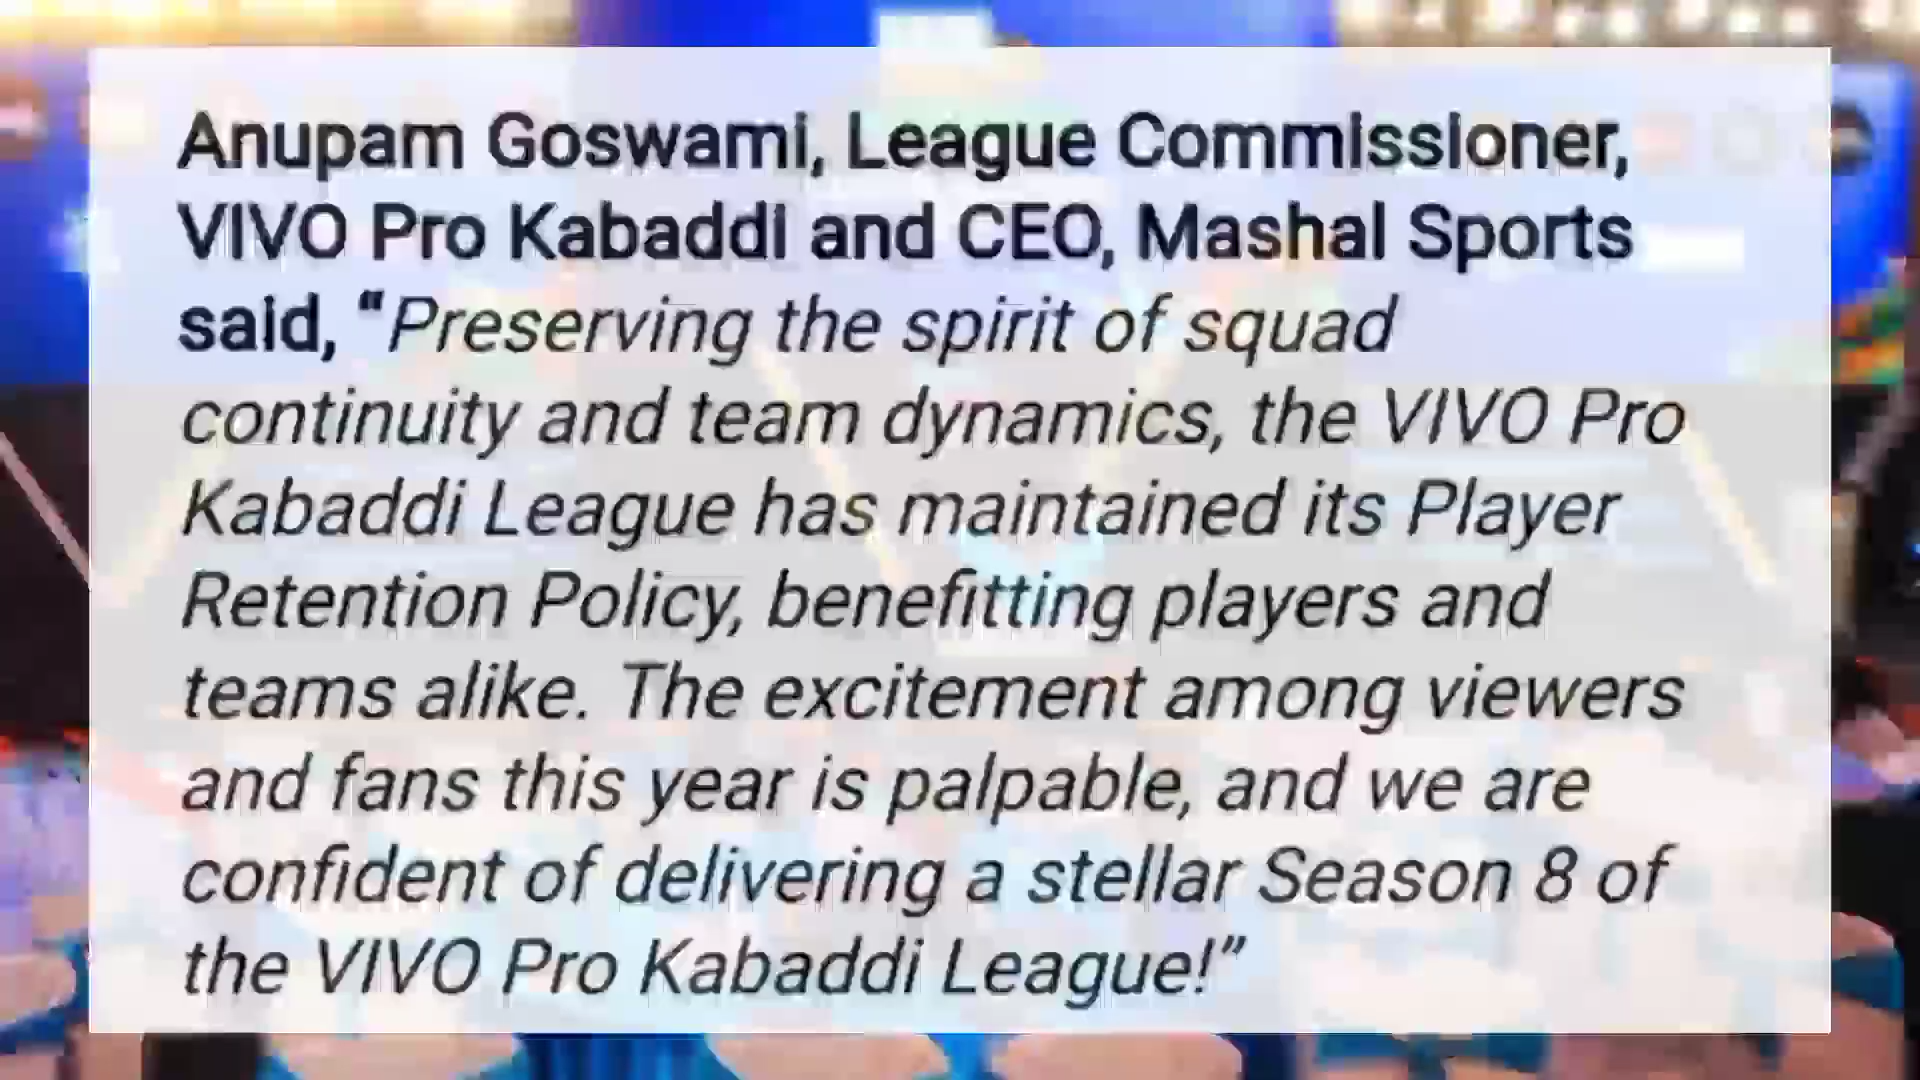 Anupam Goswami, League Commissioner,
VIVO Pro Kabaddi and CEO, Mashal Sports
said, “Preserving the spirit of squad
continuity and team dynamics, the VIVO Pro
Kabaddi League has maintained its Player
Retention Policy, benefitting players and
teams alike. The excitement among viewers
and fans this year is palpable, and we are
confident of delivering a stellar Season 8 of
the VIVO Pro Kabaddi League!”